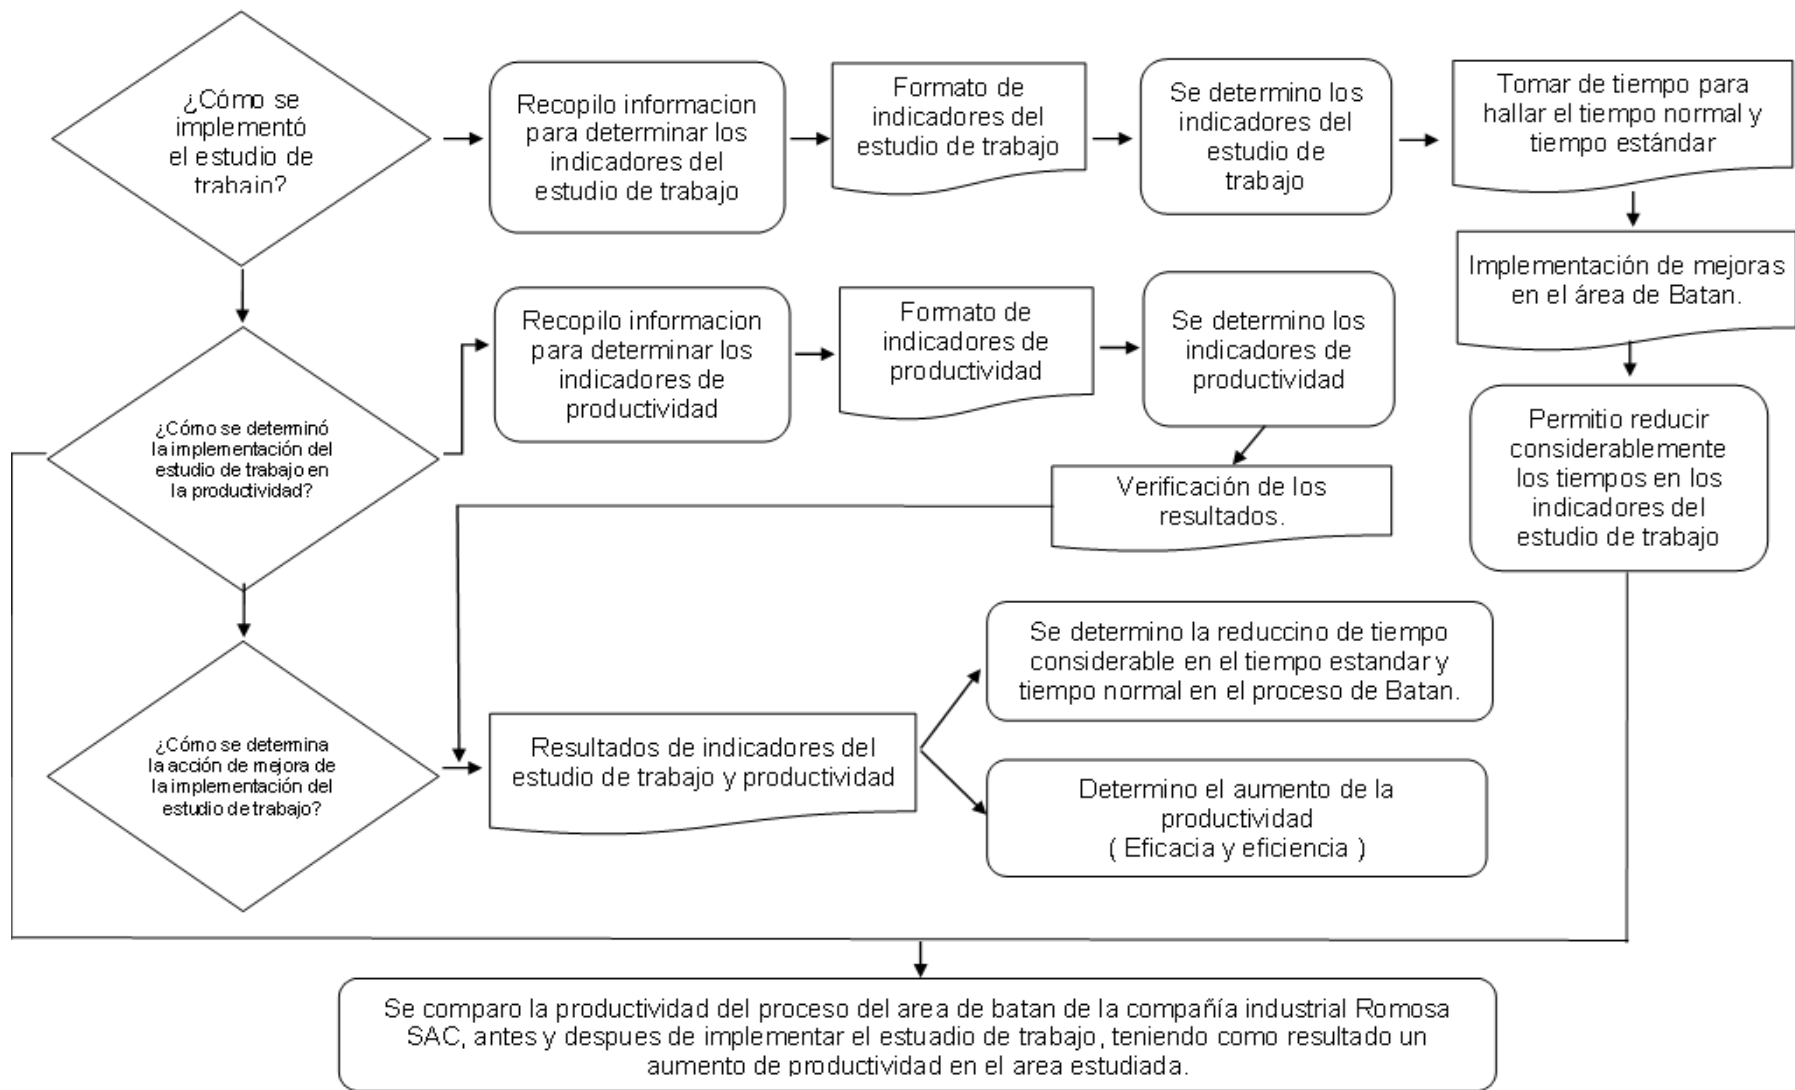 ¿Cómo se
implementó
el estudio de
trabajo?
Recopilo informacion
para determinar los
indicadores del
estudio de trabajo
Formato de
indicadores del
estudio de trabajo
Se determino los
indicadores del
estudio de
trabajo
Tomar de tiempo para
hallar el tiempo normal y
tiempo estándar
Implementación de mejoras
en el área de Batan.
Permitio reducir
considerablemente
los tiempos en los
indicadores del
estudio de trabajo
¿Cómo se determinó
la implementación del
estudio de trabajo en
la productividad?
Recopilo informacion
para determinar los
indicadores de
productividad
Formato de
indicadores de
productividad
Se determino los
indicadores de
productividad
Verificación de los
resultados.
¿Cómo se determina
la acción de mejora de
la implementación del
estudio de trabajo?
Resultados de indicadores del
estudio de trabajo y productividad
Se determino la reduccino de tiempo
considerable en el tiempo estandar y
tiempo normal en el proceso de Batan.
Determino el aumento de la
productividad
( Eficacia y eficiencia )
Se comparo la productividad del proceso del area de batan de la compañía industrial Romosa
SAC, antes y despues de implementar el estuadio de trabajo, teniendo como resultado un
aumento de productividad en el area estudiada.